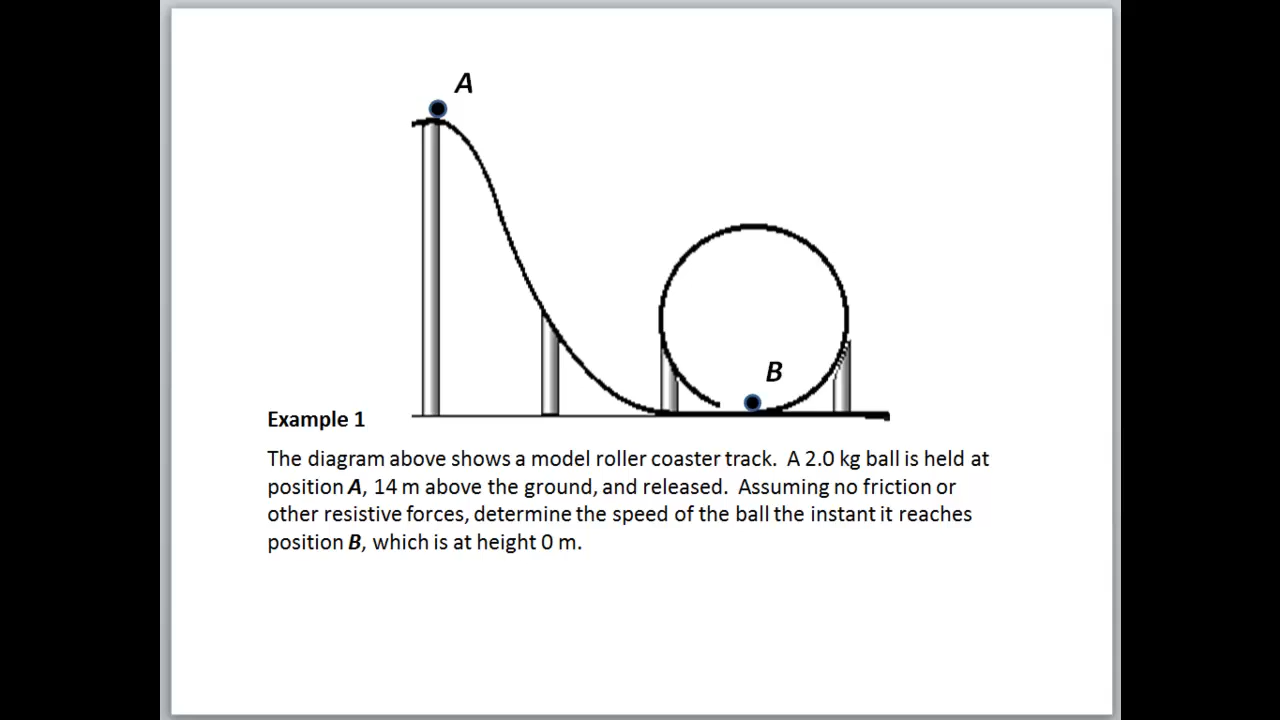 A
B
Example 1
The diagram above shows a model roller coaster track. A 2.0 kg ball is held at
position A, 14 m above the ground, and released. Assuming no friction or
other resistive forces, determine the speed of the ball the instant it reaches
position B, which is at height 0 m.